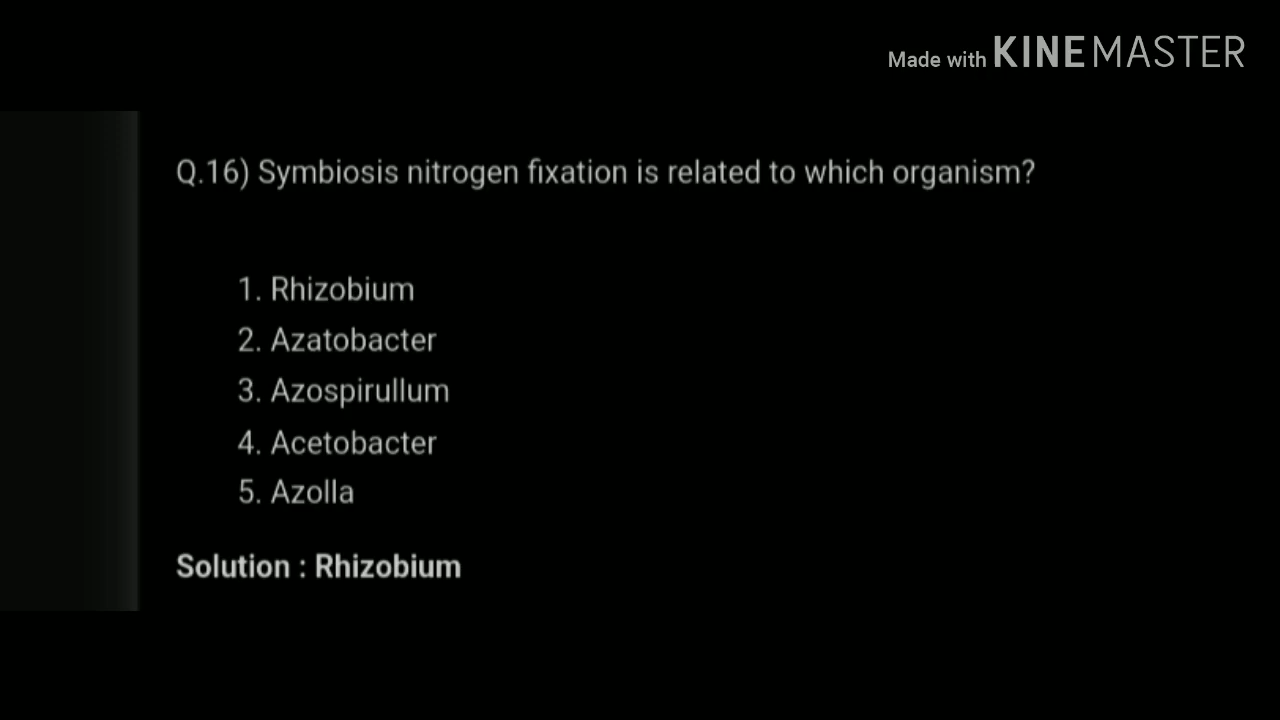 Made with KINEMASTER
Q.16) Symbiosis nitrogen fixation is related to which organism?
1. Rhizobium
2. Azatobacter
3. Azospirullum
4. Acetobacter
5. Azolla
Solution : Rhizobium